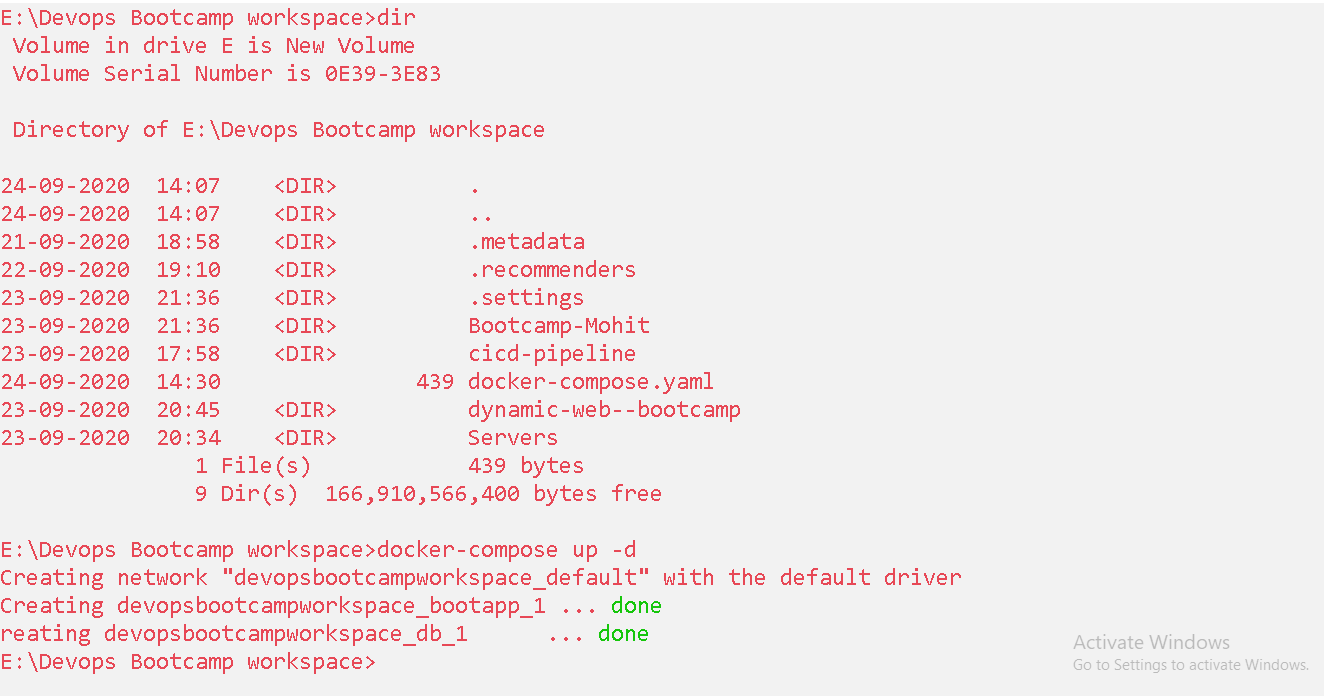 E:\Devops Bootcamp workspace>dir
 Volume in drive E is New Volume
 Volume Serial Number is 0E39-3E83

 Directory of E:\Devops Bootcamp workspace

24-09-2020  14:07    <DIR>          .
24-09-2020  14:07    <DIR>          ..
21-09-2020  18:58    <DIR>          .metadata
22-09-2020  19:10    <DIR>          .recommenders
23-09-2020  21:36    <DIR>          .settings
23-09-2020  21:36    <DIR>          Bootcamp-Mohit
23-09-2020  17:58    <DIR>          cicd-pipeline
24-09-2020  14:30               439 docker-compose.yaml
23-09-2020  20:45    <DIR>          dynamic-web--bootcamp
23-09-2020  20:34    <DIR>          Servers
               1 File(s)            439 bytes
               9 Dir(s)  166,910,566,400 bytes free

E:\Devops Bootcamp workspace>docker-compose up -d
Creating network "devopsbootcampworkspace_default" with the default driver
Creating devopsbootcampworkspace_bootapp_1 ... done
reating devopsbootcampworkspace_db_1      ... done
E:\Devops Bootcamp workspace>
Activate Windows
Go to Settings to activate Windows.